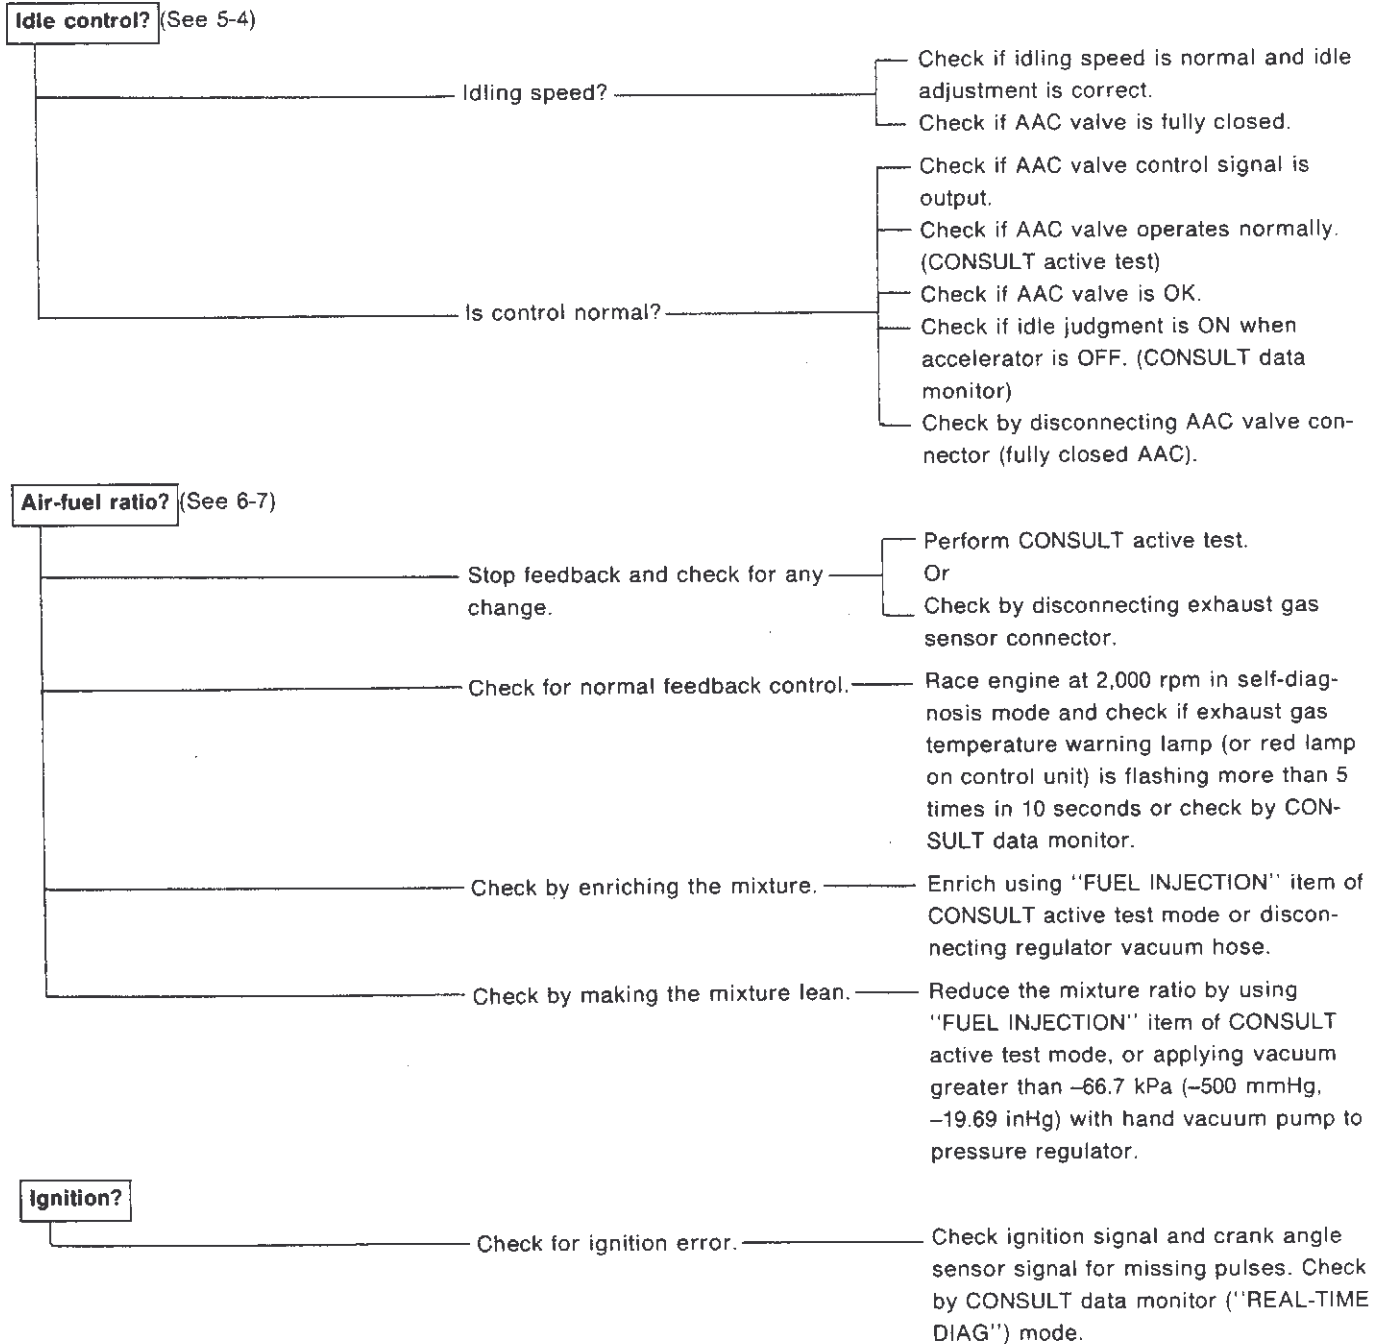 Idle control? (See 5-4)
Idling speed?
Check if idling speed is normal and idle
adjustment is correct.
Check if AAC valve is fully closed.
Is control normal?
Check if AAC valve control signal is
output.
Check if AAC valve operates normally.
(CONSULT active test)
Check if AAC valve is OK.
Check if idle judgment is ON when
accelerator is OFF. (CONSULT data
monitor)
Check by disconnecting AAC valve con-
nector (fully closed AAC).
Air-fuel ratio? (See 6-7)
Stop feedback and check for any
change.
Perform CONSULT active test.
Or
Check by disconnecting exhaust gas
sensor connector.
Check for normal feedback control.
Race engine at 2,000 rpm in self-diag-
nosis mode and check if exhaust gas
temperature warning lamp (or red lamp
on control unit) is flashing more than 5
times in 10 seconds or check by CON-
SULT data monitor.
Check by enriching the mixture.
Enrich using "FUEL INJECTION" item of
CONSULT active test mode or discon-
necting regulator vacuum hose.
Check by making the mixture lean.
Reduce the mixture ratio by using
"FUEL INJECTION" item of CONSULT
active test mode, or applying vacuum
greater than –66.7 kPa (–500 mmHg,
–19.69 inHg) with hand vacuum pump to
pressure regulator.
Ignition?
Check for ignition error.
Check ignition signal and crank angle
sensor signal for missing pulses. Check
by CONSULT data monitor ("REAL-TIME
DIAG") mode.